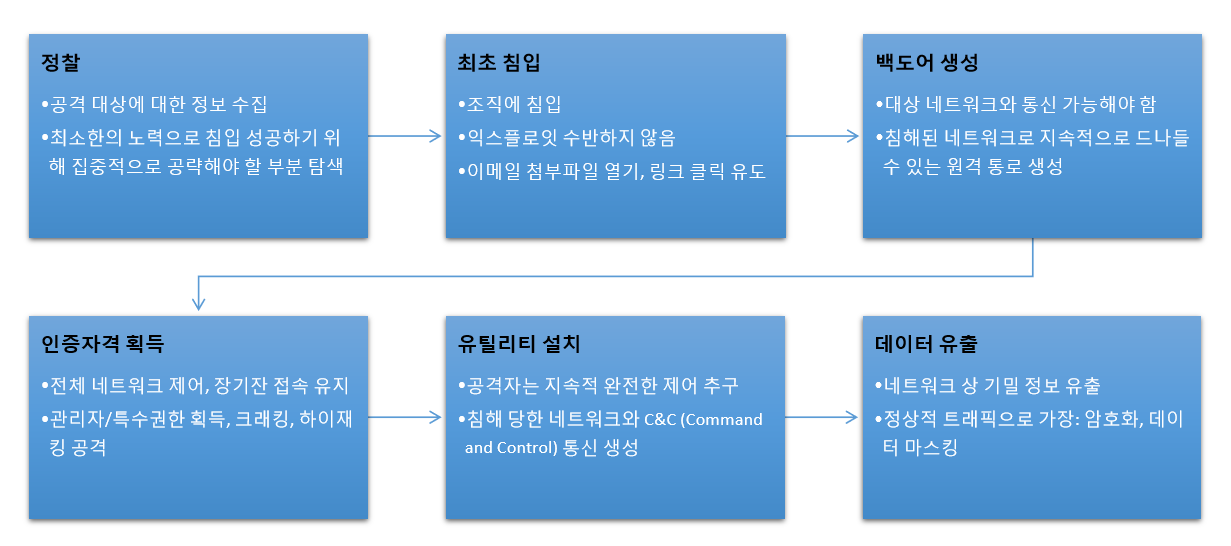 정찰
•공격 대상에 대한 정보 수집
•최소한의 노력으로 침입 성공하기 위
해 집중적으로 공략해야 할 부분 탐색
최초 침입
•조직에 침입
•익스플로잇 수반하지 않음
•이메일 첨부파일 열기, 링크 클릭 유도
백도어 생성
•대상 네트워크와 통신 가능해야 함
•침해된 네트워크로 지속적으로 드나들
수 있는 원격 통로 생성
인증자격 획득
•전체 네트워크 제어, 장기잔 접속 유지
•관리자/특수권한 획득, 크래킹, 하이재
킹 공격
유틸리티 설치
•공격자는 지속적 완전한 제어 추구
•침해 당한 네트워크와 C&C (Command
and Control) 통신 생성
데이터 유출
•네트워크 상 기밀 정보 유출
•정상적 트래픽으로 가장: 암호화, 데이
터 마스킹